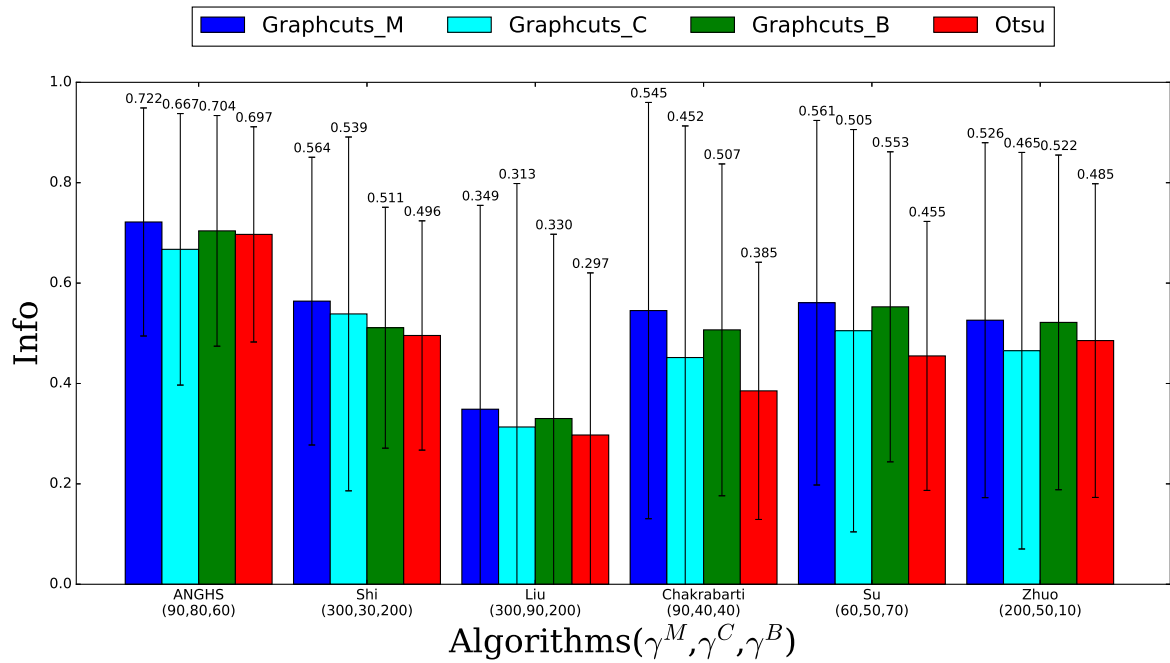 Graphcuts_M Graphcuts_C Graphcuts_B Otsu
1.0
0.8
0.6
0.4
0.2
0.0
Info
0.722 0.667 0.704 0.697
0.564 0.539 0.511 0.496
0.349 0.313 0.330 0.297
0.545 0.452 0.507 0.385
0.561 0.505 0.553 0.455
0.526 0.465 0.522 0.485
ANGHS
(90,80,60)
Shi
(300,30,200)
Liu
(300,90,200)
Chakrabarti
(90,40,40)
Su
(60,50,70)
Zhuo
(200,50,10)
Algorithms(γ^M,γ^C,γ^B)